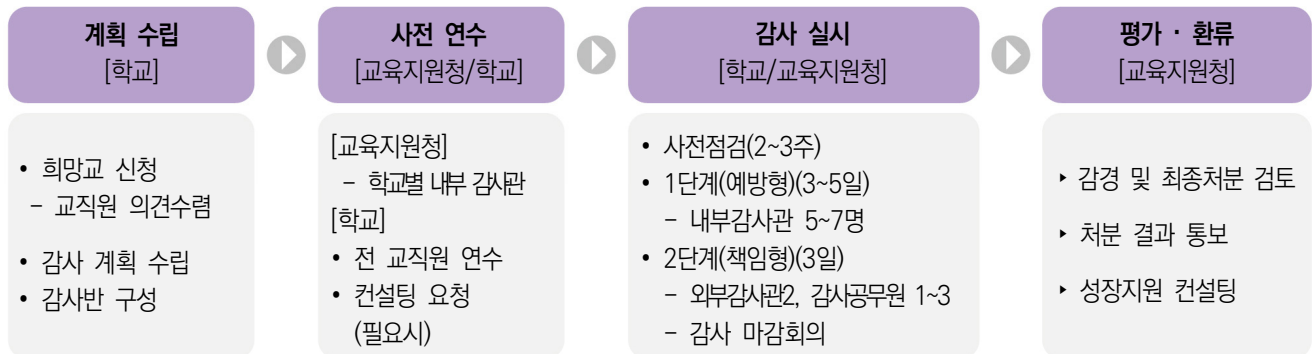 계획 수립
[학교]
• 희망교 신청
– 교직원 의견수렴
• 감사 계획 수립
• 감사반 구성
사전 연수
[교육지원청/학교]
[교육지원청]
– 학교별 내부 감사관
[학교]
• 전 교직원 연수
• 컨설팅 요청
(필요시)
감사 실시
[학교/교육지원청]
• 사전점검(2~3주)
• 1단계(예방형)(3~5일)
– 내부감사관 5~7명
• 2단계(책임형)(3일)
– 외부감사관2, 감사공무원 1~3
– 감사 마감회의
평가 · 환류
[교육지원청]
‣ 감경 및 최종처분 검토
‣ 처분 결과 통보
‣ 성장지원 컨설팅